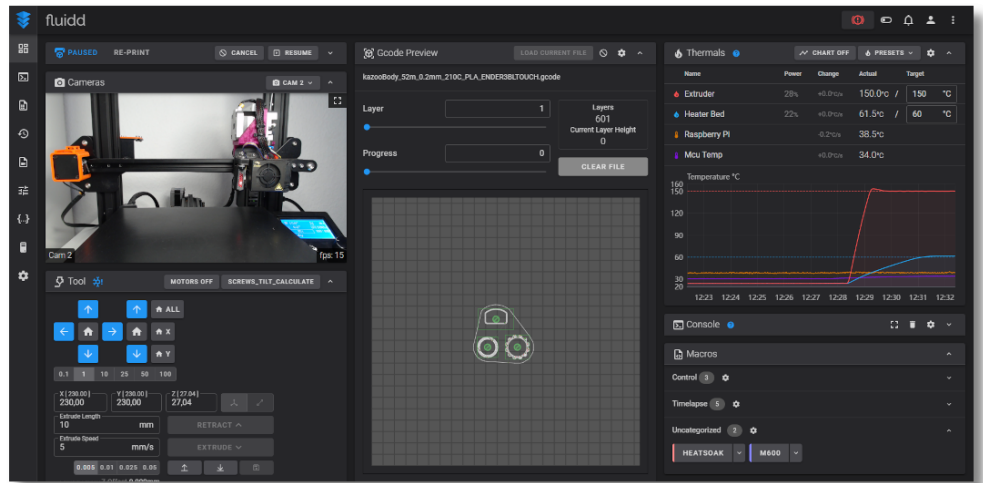 fluidd
PAUSED RE-PRINT CANCEL RESUME
Cameras CAM 2
Cam 2 fps: 15
Tool MOTORS OFF SCREWS_TILT_CALCULATE
ALL
X
Y
0.1 1 10 25 50 100
X [ 230.00 ] Y [ 230.00 ] Z [ 27.04 ]
230,00 230,00 27,04
Extrude Length
10 mm RETRACT
Extrude Speed
5 mm/s EXTRUDE
0.005 0.01 0.025 0.05
Z Offset 0.000mm
Gcode Preview LOAD CURRENT FILE
kazooBody_52m_0.2mm_210C_PLA_ENDER3BLTOUCH.gcode
Layer 1
Progress 0
Layers
601
Current Layer Height
0
CLEAR FILE
Thermals CHART OFF PRESETS
Name Power Change Actual Target
Extruder 28% +0.0°C/s 150.0°C / 150 °C
Heater Bed 22% +0.0°C/s 61.5°C / 60 °C
Raspberry Pi -0.2°C/s 38.5°C
Mcu Temp +0.0°C/s 34.0°C
Temperature °C
160
150
120
90
60
30
20
12:23 12:24 12:25 12:26 12:27 12:28 12:29 12:30 12:31 12:32
Console
Macros
Control 3
Timelapse 5
Uncategorized 2
HEATSOAK M600